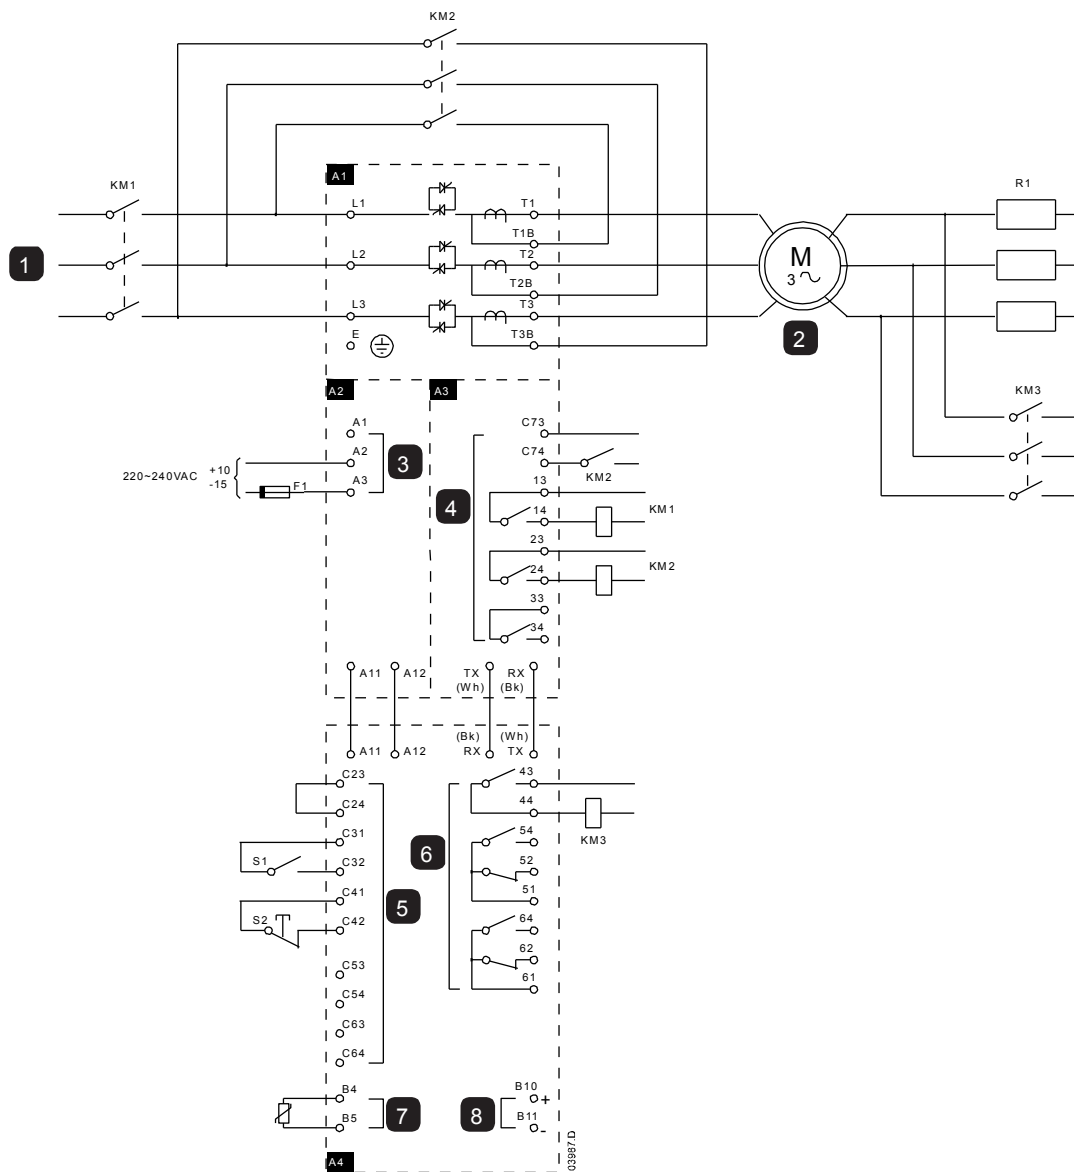 KM2
A1
KM1
R1
L1
T1
T1B
1
L2
T2
M
3
T2B
L3
T3
2
E
T3B
A2
A3
KM3
A1
C73
A2
3
C74
220~240VAC
+10
-15
F1
A3
KM2
13
4
14
KM1
23
24
KM2
33
34
A11
A12
TX
(Wh)
RX
(Bk)
(Bk)
RX
(Wh)
TX
A11
A12
C23
43
C24
44
C31
6
54
KM3
S1
C32
52
C41
5
51
S2
C42
64
62
C53
61
C54
C63
C64
B4
B10
+
7
8
B5
B11
-
A4
03987.D